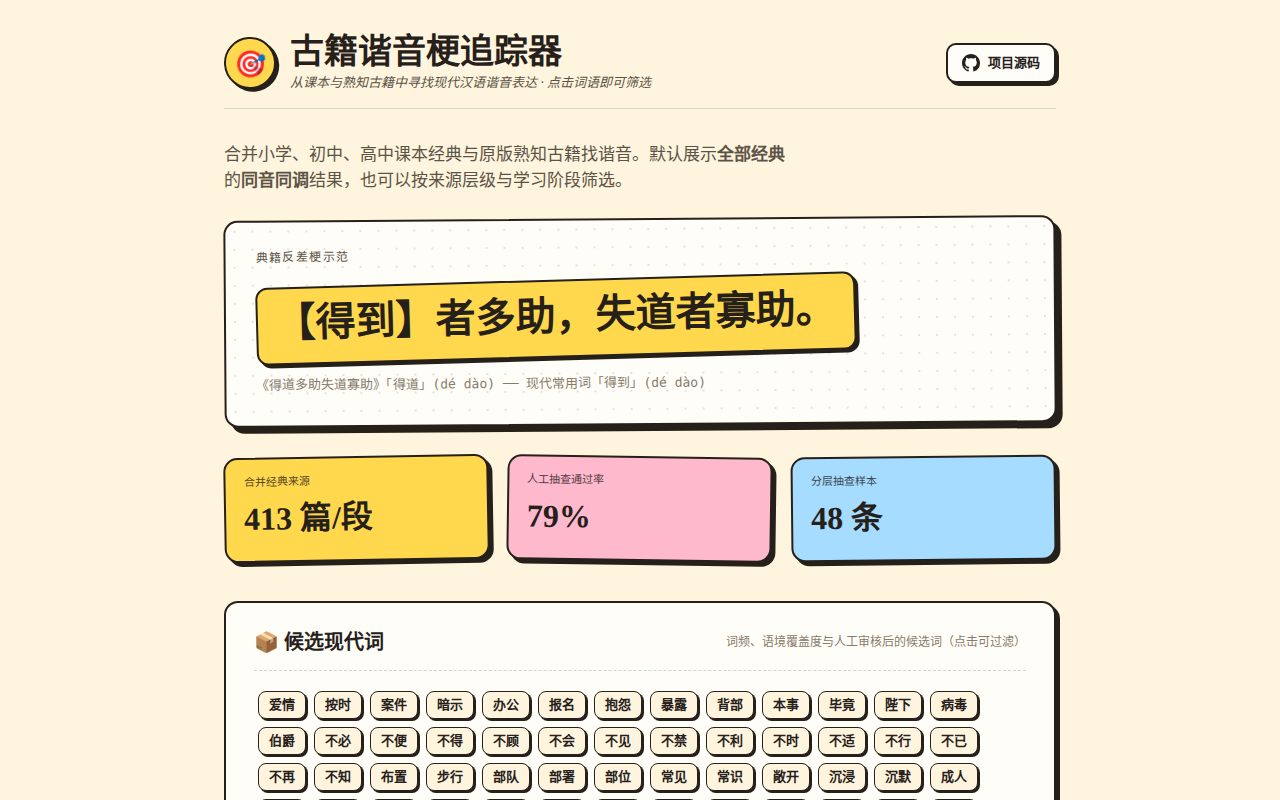 古籍谐音梗追踪器
从课本与熟知古籍中寻找现代汉语谐音表达 · 点击词语即可筛选
项目源码
合并小学、初中、高中课本经典与原版熟知古籍找谐音。默认展示全部经典
的同音同调结果，也可以按来源层级与学习阶段筛选。
典籍反差梗示范
【得到】者多助，失道者寡助。
《得道多助失道寡助》「得道」(dé dào) —— 现代常用词「得到」(dé dào)
合并经典来源
413 篇/段
人工抽查通过率
79%
分层抽查样本
48 条
📦 候选现代词
词频、语境覆盖度与人工审核后的候选词（点击可过滤）
爱情 按时 案件 暗示 办公 报名 抱怨 暴露 背部 本事 毕竟 陛下 病毒
伯爵 不必 不便 不得 不顾 不会 不见 不禁 不利 不时 不适 不行 不已
不再 不知 布置 步行 部队 部署 部位 常见 常识 敞开 沉浸 沉默 成人